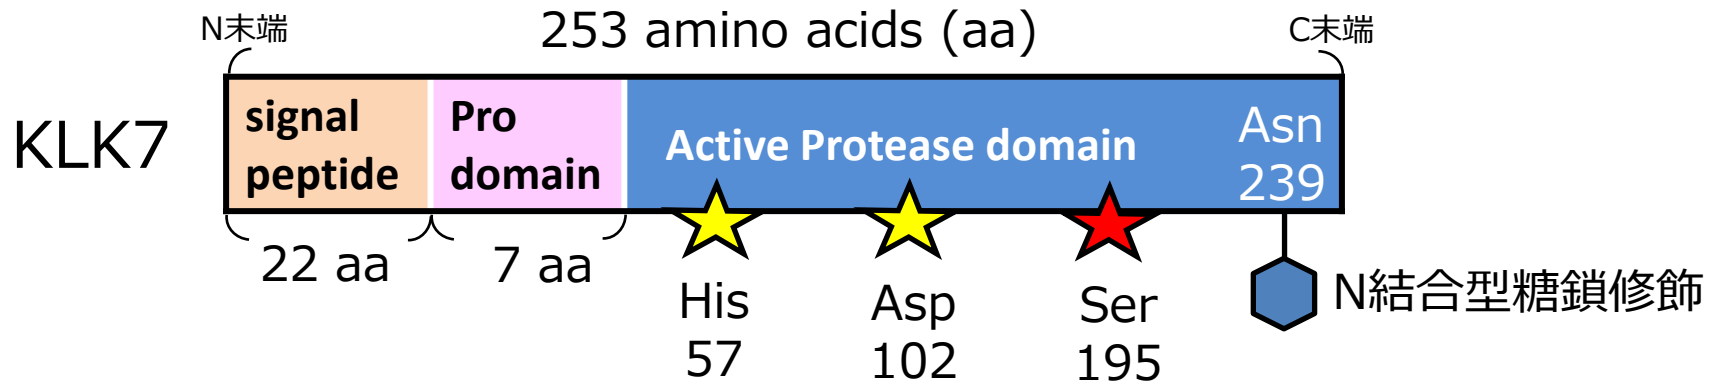 N末端
253 amino acids (aa)
C末端
KLK7
signal
peptide
Pro
domain
Active Protease domain
Asn
239
22 aa
7 aa
His
57
Asp
102
Ser
195
N結合型糖鎖修飾